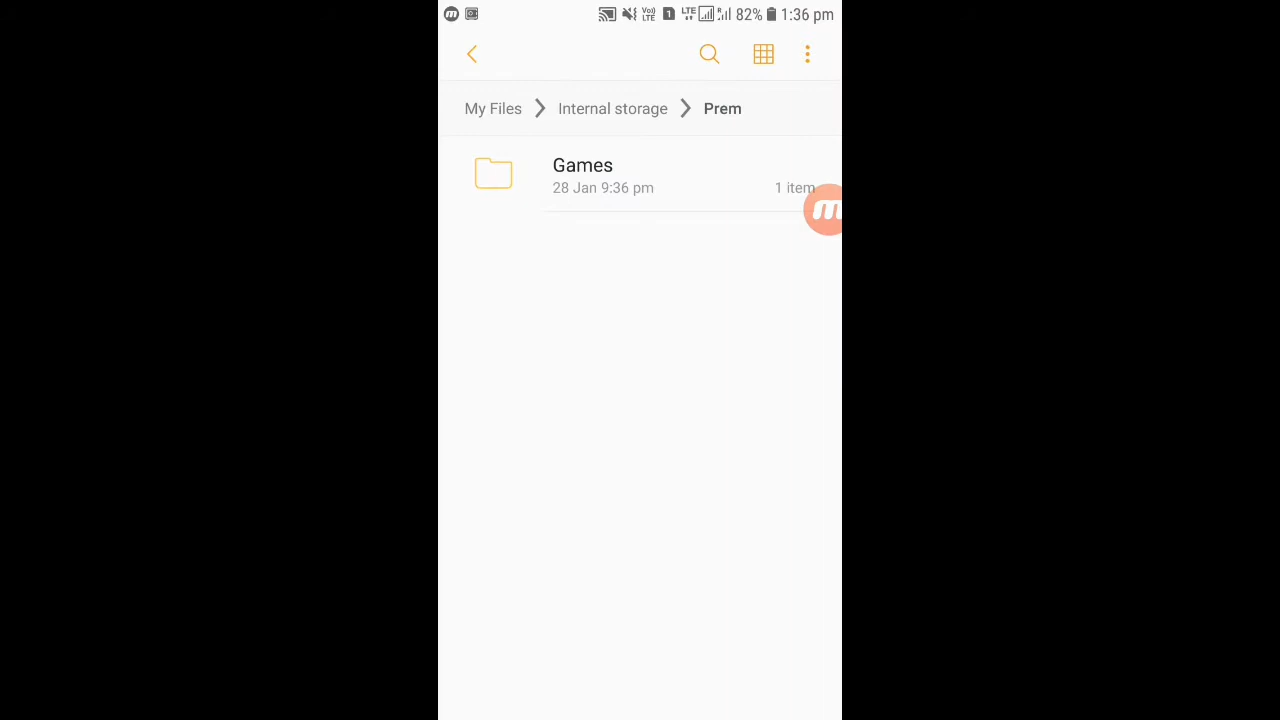 82% 1:36 pm
My Files Internal storage Prem
Games
28 Jan 9:36 pm 1 item